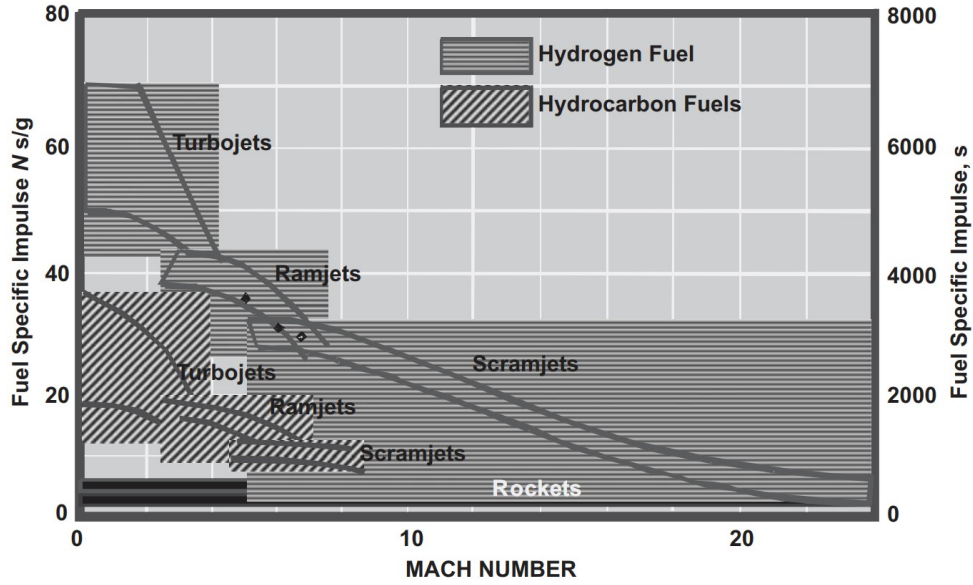 80
8000
Hydrogen Fuel
Hydrocarbon Fuels
Turbojets
60
6000
Fuel Specific Impulse N s/g
Fuel Specific Impulse, s
Ramjets
40
4000
Scramjets
Turbojets
20
2000
Ramjets
Scramjets
Rockets
0
0
0
10
20
MACH NUMBER